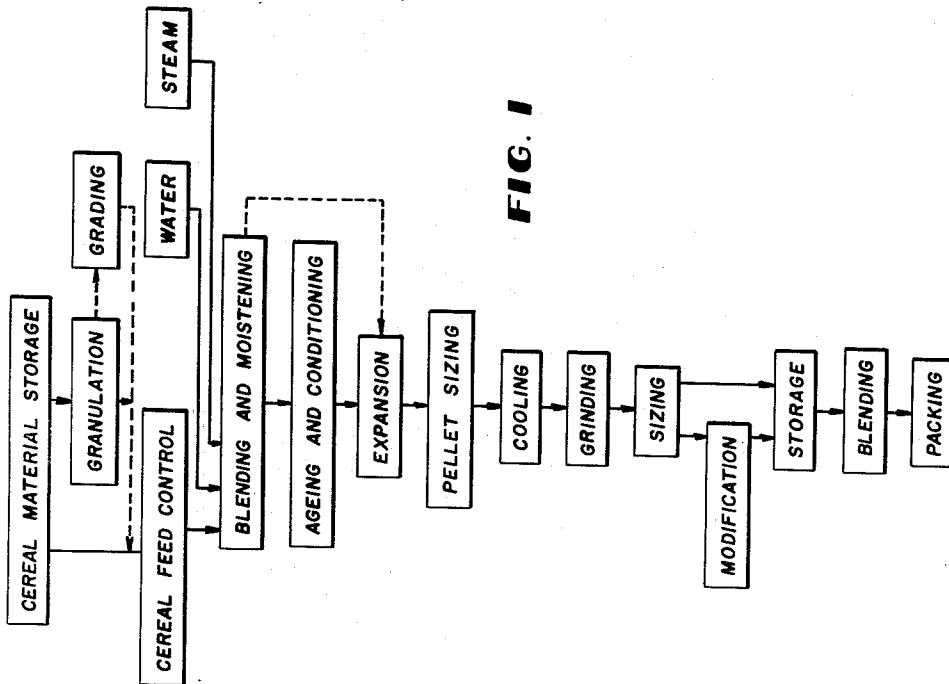 CEREAL MATERIAL STORAGE
GRANULATION
GRADING
CEREAL FEED CONTROL
WATER
STEAM
BLENDING AND MOISTENING
AGEING AND CONDITIONING
EXPANSION
PELLET SIZING
COOLING
GRINDING
SIZING
MODIFICATION
STORAGE
BLENDING
PACKING
FIG. 1